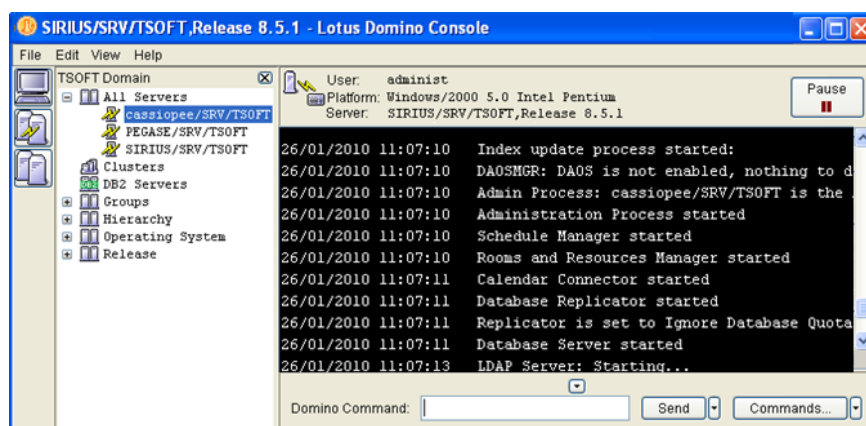 SIRIUS/SRV/TSOFT,Release 8.5.1 - Lotus Domino Console
File Edit View Help
TSOFT Domain
All Servers
cassiopee/SRV/TSOFT
PEGASE/SRV/TSOFT
SIRIUS/SRV/TSOFT
Clusters
DB2 Servers
Groups
Hierarchy
Operating System
Release
User: administ
Platform: Windows/2000 5.0 Intel Pentium
Server: SIRIUS/SRV/TSOFT,Release 8.5.1
Pause
26/01/2010 11:07:10 Index update process started:
26/01/2010 11:07:10 DAOSMGR: DAOS is not enabled, nothing to d
26/01/2010 11:07:10 Admin Process: cassiopee/SRV/TSOFT is the
26/01/2010 11:07:10 Administration Process started
26/01/2010 11:07:10 Schedule Manager started
26/01/2010 11:07:10 Rooms and Resources Manager started
26/01/2010 11:07:11 Calendar Connector started
26/01/2010 11:07:11 Database Replicator started
26/01/2010 11:07:11 Replicator is set to Ignore Database Quota
26/01/2010 11:07:11 Database Server started
26/01/2010 11:07:13 LDAP Server: Starting...
Domino Command:
Send
Commands...